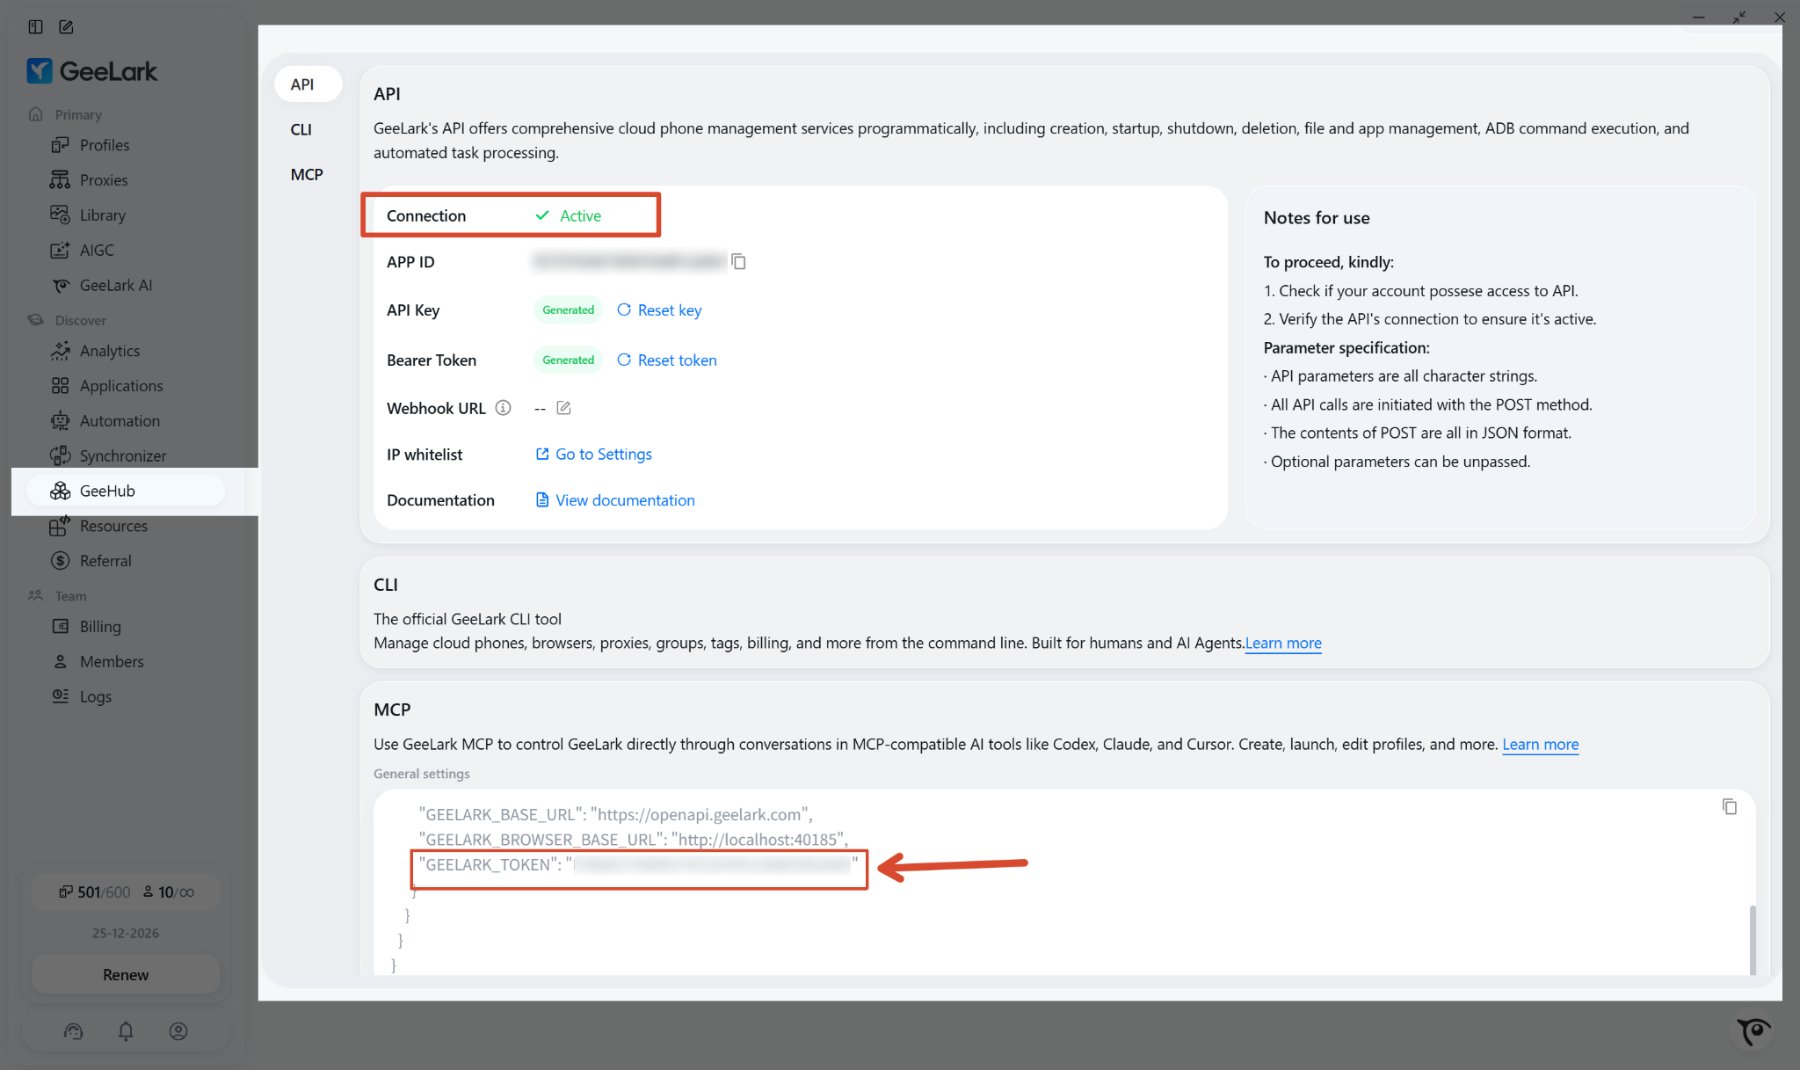 GeeLark
Primary
Profiles
Proxies
Library
AIGC
GeeLark AI
Discover
Analytics
Applications
Automation
Synchronizer
GeeHub
Resources
Referral
Team
Billing
Members
Logs
501/600 10/∞
25-12-2026
Renew
API
CLI
MCP
API
GeeLark's API offers comprehensive cloud phone management services programmatically, including creation, startup, shutdown, deletion, file and app management, ADB command execution, and
automated task processing.
Connection Active
APP ID
API Key Generated Reset key
Bearer Token Generated Reset token
Webhook URL --
IP whitelist Go to Settings
Documentation View documentation
Notes for use
To proceed, kindly:
1. Check if your account possese access to API.
2. Verify the API's connection to ensure it's active.
Parameter specification:
· API parameters are all character strings.
· All API calls are initiated with the POST method.
· The contents of POST are all in JSON format.
· Optional parameters can be unpassed.
CLI
The official GeeLark CLI tool
Manage cloud phones, browsers, proxies, groups, tags, billing, and more from the command line. Built for humans and AI Agents.Learn more
MCP
Use GeeLark MCP to control GeeLark directly through conversations in MCP-compatible AI tools like Codex, Claude, and Cursor. Create, launch, edit profiles, and more. Learn more
General settings
"GEELARK_BASE_URL": "https://openapi.geelark.com",
"GEELARK_BROWSER_BASE_URL": "http://localhost:40185",
"GEELARK_TOKEN": " "
}
}
}
}